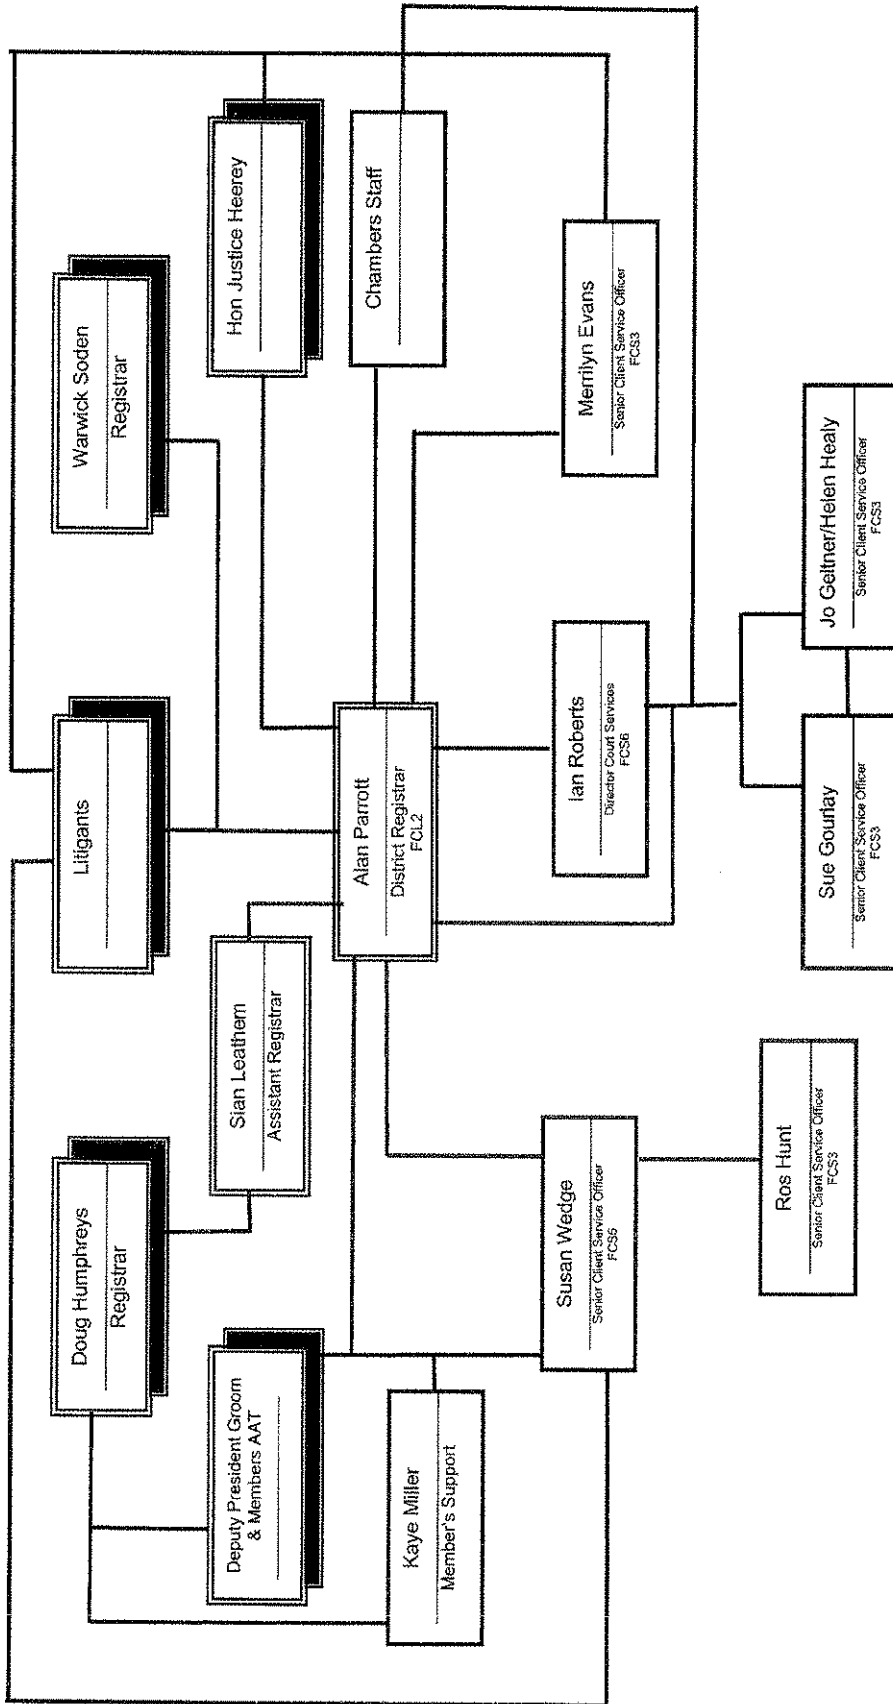 Doug Humphreys
Registrar
Litigants
Warwick Soden
Registrar
Deputy President Groom
& Members AAT
Sian Leathem
Assistant Registrar
Hon Justice Heerey
Kaye Miller
Member's Support
Alan Parrott
District Registrar
FCL2
Chambers Staff
Susan Wedge
Senior Client Service Officer
FCS5
Ian Roberts
Director Court Services
FCS6
Merrilyn Evans
Senior Client Service Officer
FCS3
Ros Hunt
Senior Client Service Officer
FCS3
Sue Gourlay
Senior Client Service Officer
FCS3
Jo Geltner/Helen Healy
Senior Client Service Officer
FCS3